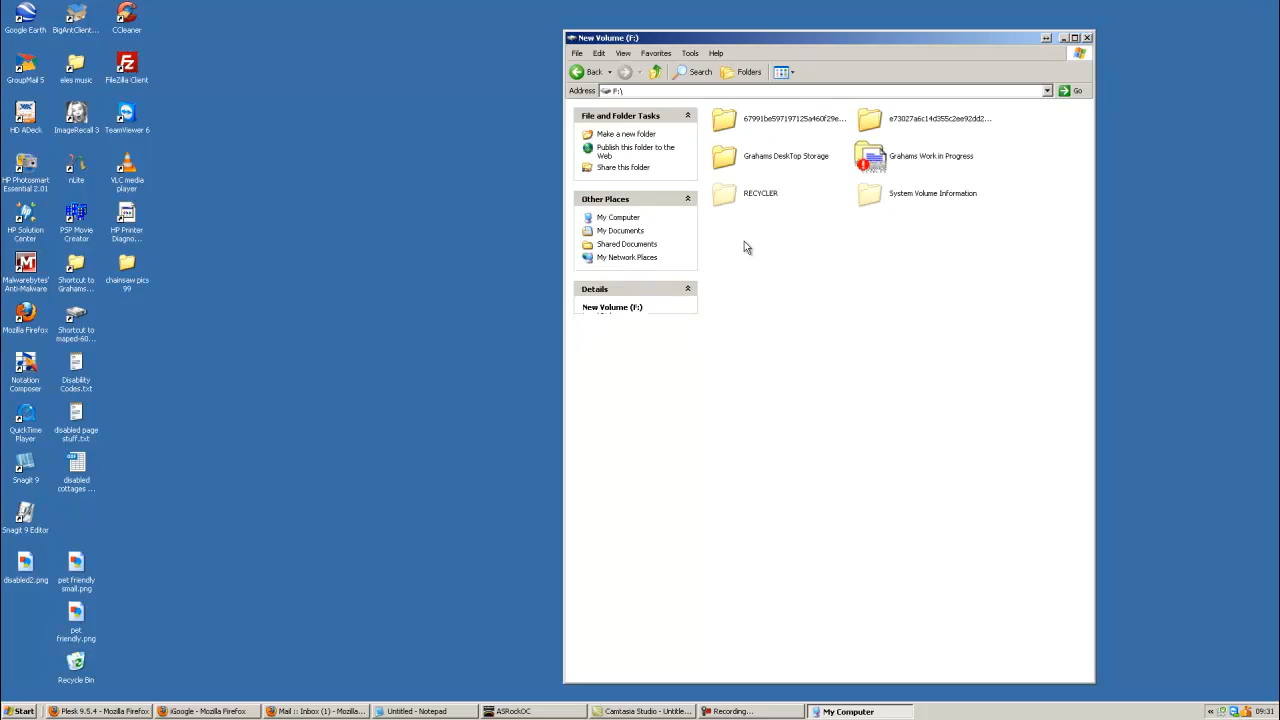 Google Earth
BigAntClient...
CCleaner
GroupMail 5
eles music
FileZilla Client
HD ADeck
ImageRecall 3
TeamViewer 6
HP Photosmart
Essential 2.01
nLite
VLC media
player
HP Solution
Center
PSP Movie
Creator
HP Printer
Diagno...
Malwarebytes'
Anti-Malware
Shortcut to
Grahams...
chainsaw pics
99
Mozilla Firefox
Shortcut to
maped-60...
Notation
Composer
Disability
Codes.txt
QuickTime
Player
disabled page
stuff.txt
Snagit 9
disabled
cottages ...
Snagit 9 Editor
disabled2.png
pet friendly
small.png
pet
friendly.png
Recycle Bin
New Volume (F:)
File Edit View Favorites Tools Help
Back Search Folders
Address F:\ Go
File and Folder Tasks
Make a new folder
Publish this folder to the
Web
Share this folder
Other Places
My Computer
My Documents
Shared Documents
My Network Places
Details
New Volume (F:)
67991be597197125a460f29e...
e73027a6c14d355c2ee92dd2...
Grahams DeskTop Storage
Grahams Work in Progress
RECYCLER
System Volume Information
Start
Plesk 9.5.4 - Mozilla Firefox
iGoogle - Mozilla Firefox
Mail :: Inbox (1) - Mozilla...
Untitled - Notepad
ASRockOC
Camtasia Studio - Untitle...
Recording...
My Computer
09:31